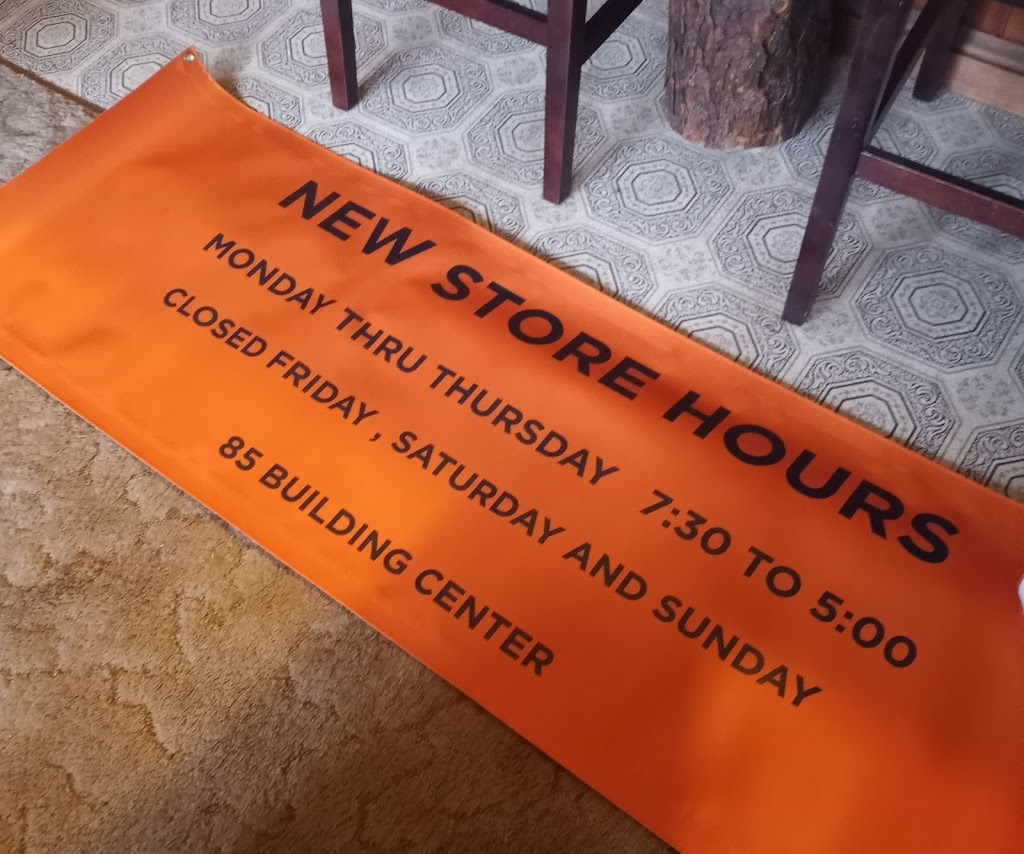 NEW STORE HOURS
MONDAY THRU THURSDAY 7:30 TO 5:00
CLOSED FRIDAY , SATURDAY AND SUNDAY
85 BUILDING CENTER